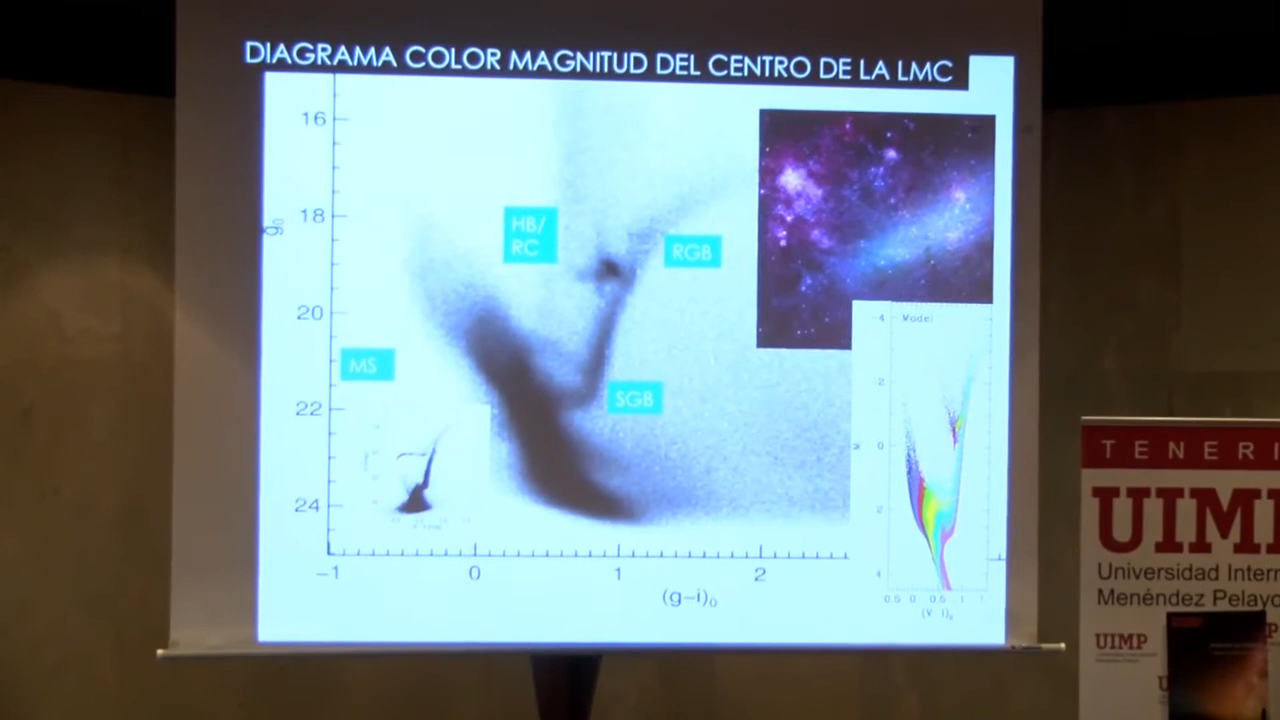 DIAGRAMA COLOR MAGNITUD DEL CENTRO DE LA LMC
16
18
20
22
24
g₀
HB/
RC
RGB
MS
SGB
−1
0
1
2
(g−i)₀
Model
TENERI
UIMP
Universidad Intern
Menéndez Pelayo
UIMP